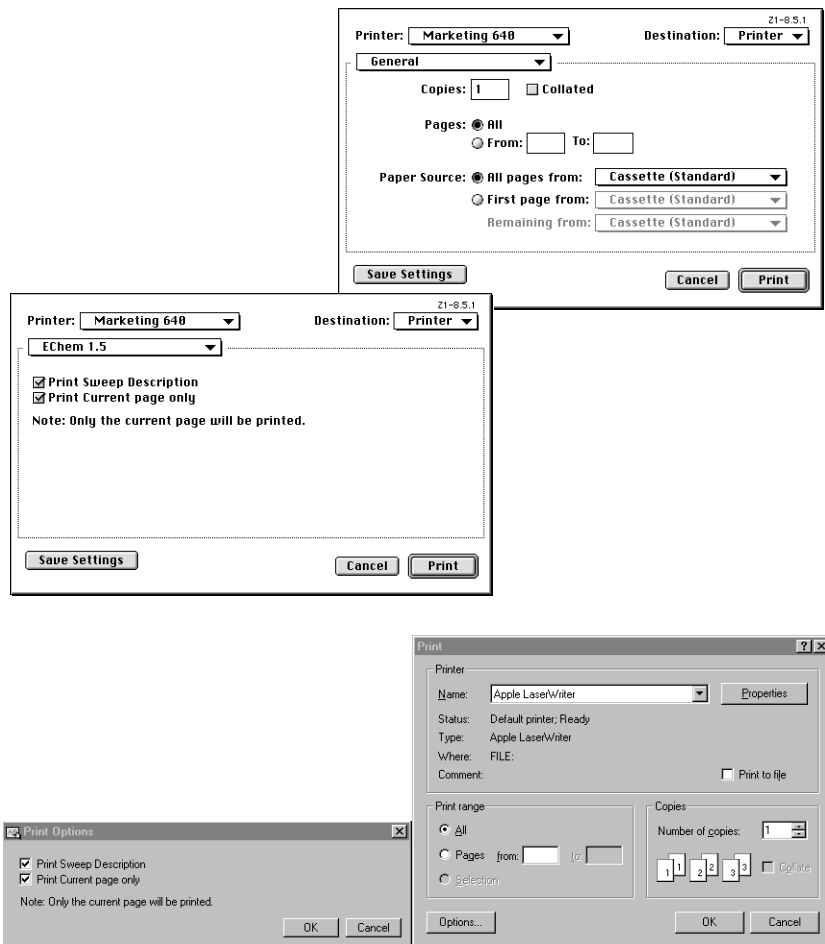 Z1-8.5.1
Printer: Marketing 640 Destination: Printer
General
Copies: 1 Collated
Pages: All
From: To:
Paper Source: All pages from: Cassette (Standard)
First page from: Cassette (Standard)
Remaining from: Cassette (Standard)
Save Settings Cancel Print
Z1-8.5.1
Printer: Marketing 640 Destination: Printer
EChem 1.5
Print Sweep Description
Print Current page only
Note: Only the current page will be printed.
Save Settings Cancel Print
Print
Printer
Name: Apple LaserWriter Properties
Status: Default printer; Ready
Type: Apple LaserWriter
Where: FILE:
Comment: Print to file
Print range
All
Pages from: to:
Selection
Copies
Number of copies: 1
1 1 2 2 3 3 Collate
Options... OK Cancel
Print Options
Print Sweep Description
Print Current page only
Note: Only the current page will be printed.
OK Cancel